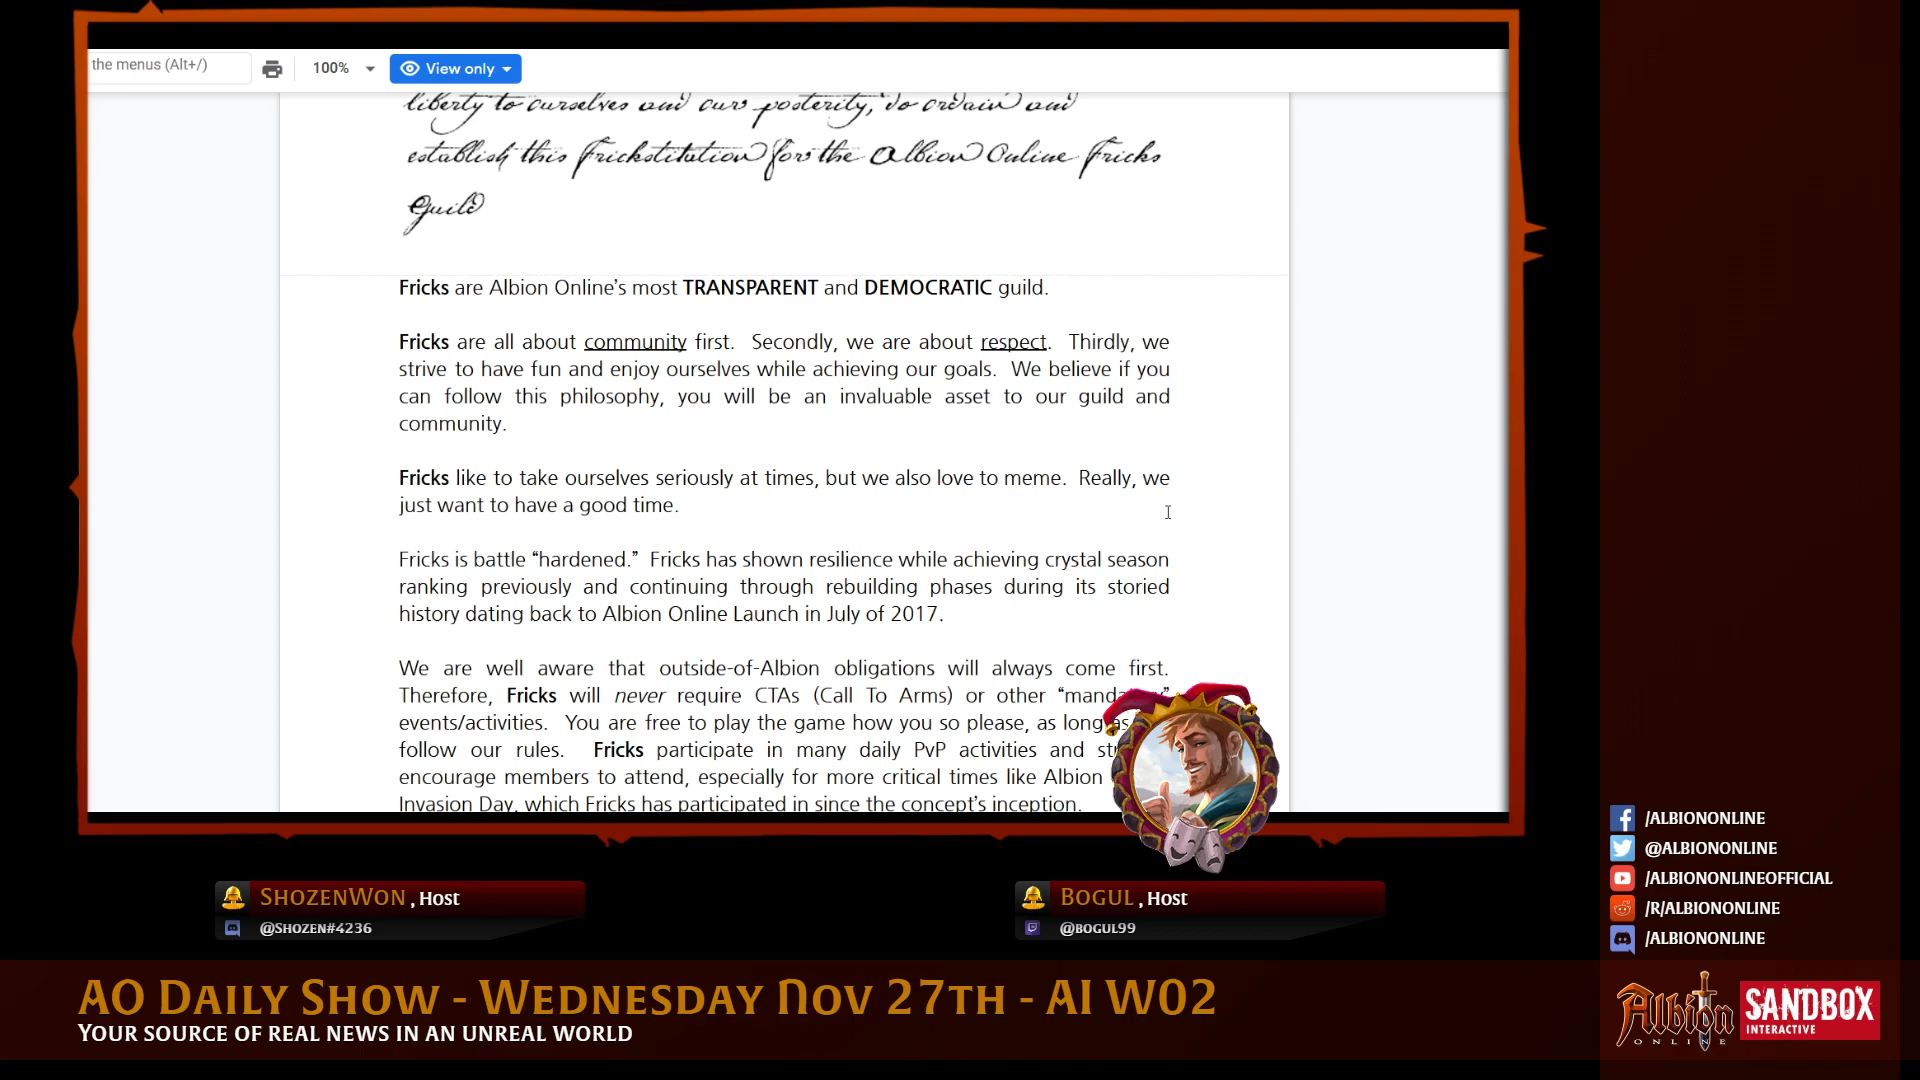 the menus (Alt+/)
100%
View only
liberty to ourselves and our posterity, do ordain and
establish this Frickstitution for the Albion Online Fricks
Guild
Fricks are Albion Online’s most TRANSPARENT and DEMOCRATIC guild.
Fricks are all about community first. Secondly, we are about respect. Thirdly, we
strive to have fun and enjoy ourselves while achieving our goals. We believe if you
can follow this philosophy, you will be an invaluable asset to our guild and
community.
Fricks like to take ourselves seriously at times, but we also love to meme. Really, we
just want to have a good time.
Fricks is battle “hardened.” Fricks has shown resilience while achieving crystal season
ranking previously and continuing through rebuilding phases during its storied
history dating back to Albion Online Launch in July of 2017.
We are well aware that outside-of-Albion obligations will always come first.
Therefore, Fricks will never require CTAs (Call To Arms) or other
events/activities. You are free to play the game how you so please, as long as
follow our rules. Fricks participate in many daily PvP activities and
encourage members to attend, especially for more critical times like Albion
Invasion Day, which Fricks has participated in since the concept’s inception.
SHOZENWON, Host
@SHOZEN#4236
BOGUL, Host
@BOGUL99
/ALBIONONLINE
@ALBIONONLINE
/ALBIONONLINEOFFICIAL
/R/ALBIONONLINE
/ALBIONONLINE
AO DAILY SHOW - WEDNESDAY NOV 27TH - AI W02
YOUR SOURCE OF REAL NEWS IN AN UNREAL WORLD
Albion
ONLINE
SANDBOX
INTERACTIVE